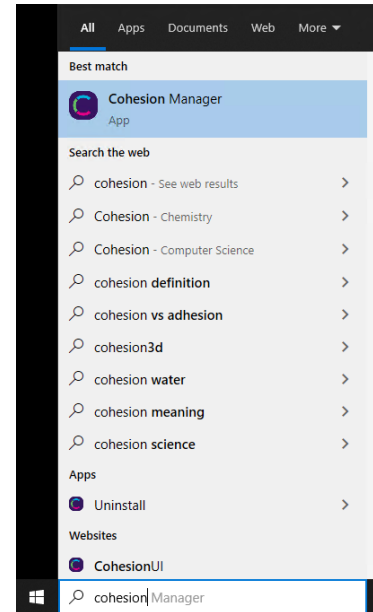 All Apps Documents Web More
Best match
Cohesion Manager
App
Search the web
cohesion - See web results
Cohesion - Chemistry
Cohesion - Computer Science
cohesion definition
cohesion vs adhesion
cohesion3d
cohesion water
cohesion meaning
cohesion science
Apps
Uninstall
Websites
CohesionUI
cohesion Manager